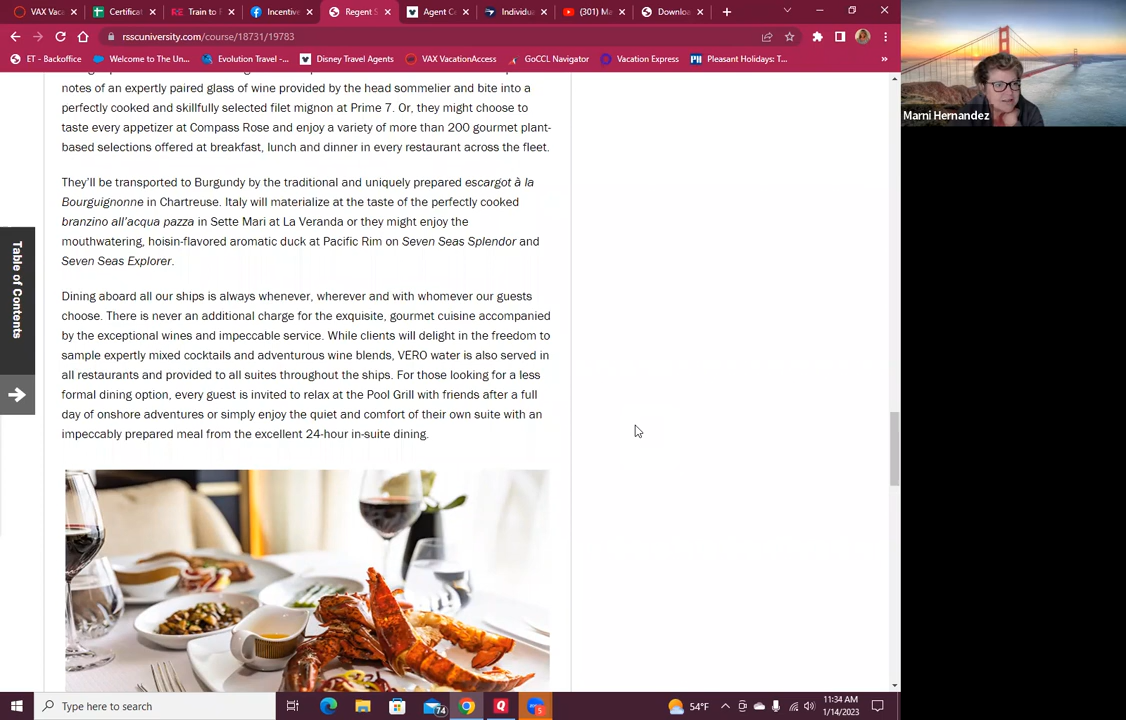 VAX Vaca
Certificat
Train to
Incentive
Regent S
Agent Ce
Individua
(301) Ma
Downloa
rsscuniversity.com/course/18731/19783
ET - Backoffice
Welcome to The Un...
Evolution Travel -...
Disney Travel Agents
VAX VacationAccess
GoCCL Navigator
Vacation Express
Pleasant Holidays: T...
notes of an expertly paired glass of wine provided by the head sommelier and bite into a
perfectly cooked and skillfully selected filet mignon at Prime 7. Or, they might choose to
taste every appetizer at Compass Rose and enjoy a variety of more than 200 gourmet plant-
based selections offered at breakfast, lunch and dinner in every restaurant across the fleet.
They'll be transported to Burgundy by the traditional and uniquely prepared escargot à la
Bourguignonne in Chartreuse. Italy will materialize at the taste of the perfectly cooked
branzino all'acqua pazza in Sette Mari at La Veranda or they might enjoy the
mouthwatering, hoisin-flavored aromatic duck at Pacific Rim on Seven Seas Splendor and
Seven Seas Explorer.
Dining aboard all our ships is always whenever, wherever and with whomever our guests
choose. There is never an additional charge for the exquisite, gourmet cuisine accompanied
by the exceptional wines and impeccable service. While clients will delight in the freedom to
sample expertly mixed cocktails and adventurous wine blends, VERO water is also served in
all restaurants and provided to all suites throughout the ships. For those looking for a less
formal dining option, every guest is invited to relax at the Pool Grill with friends after a full
day of onshore adventures or simply enjoy the quiet and comfort of their own suite with an
impeccably prepared meal from the excellent 24-hour in-suite dining.
Table of Contents
Marni Hernandez
Type here to search
74
5
54°F
11:34 AM
1/14/2023